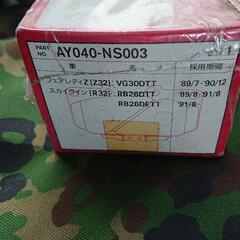 PART NO. AY040-NS003
車 名 採用期間
フェアレディZ [Z32] VG30DTT '89/7-'90/12
スカイライン [R32] RB26DTT '89/8-'91/8
RB26DETT '91/8-